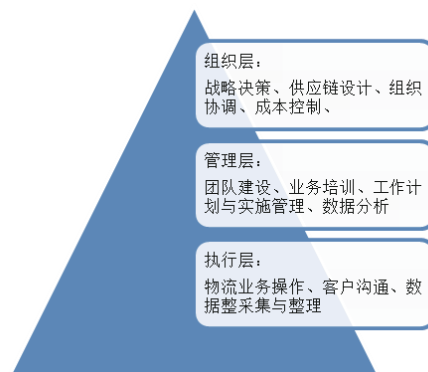 组织层：
战略决策、供应链设计、组织
协调、成本控制、
管理层：
团队建设、业务培训、工作计
划与实施管理、数据分析
执行层：
物流业务操作、客户沟通、数
据整采集与整理